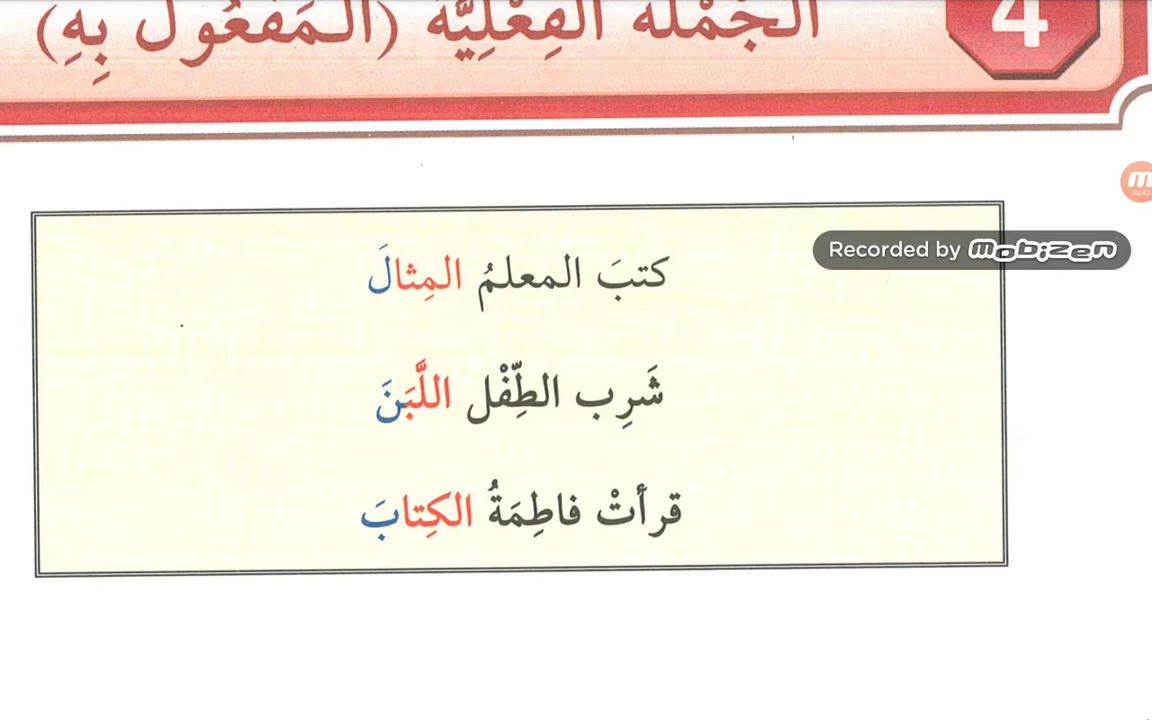 4 الجُمْلَة الفِعْلِيَّة (المَفْعُول بِهِ)
Recorded by mobizen
كتبَ المعلمُ المِثالَ
شَرِب الطِّفْل اللَّبَنَ
قرأتْ فاطِمَةُ الكِتابَ